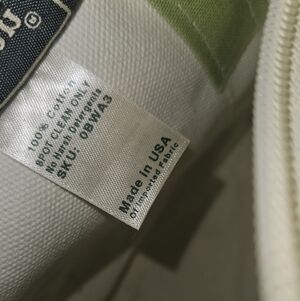 100% Cotton
SPOT CLEAN ONLY
No Harsh Detergents
SKU: 0BWA3
Made in USA
Of Imported Fabric